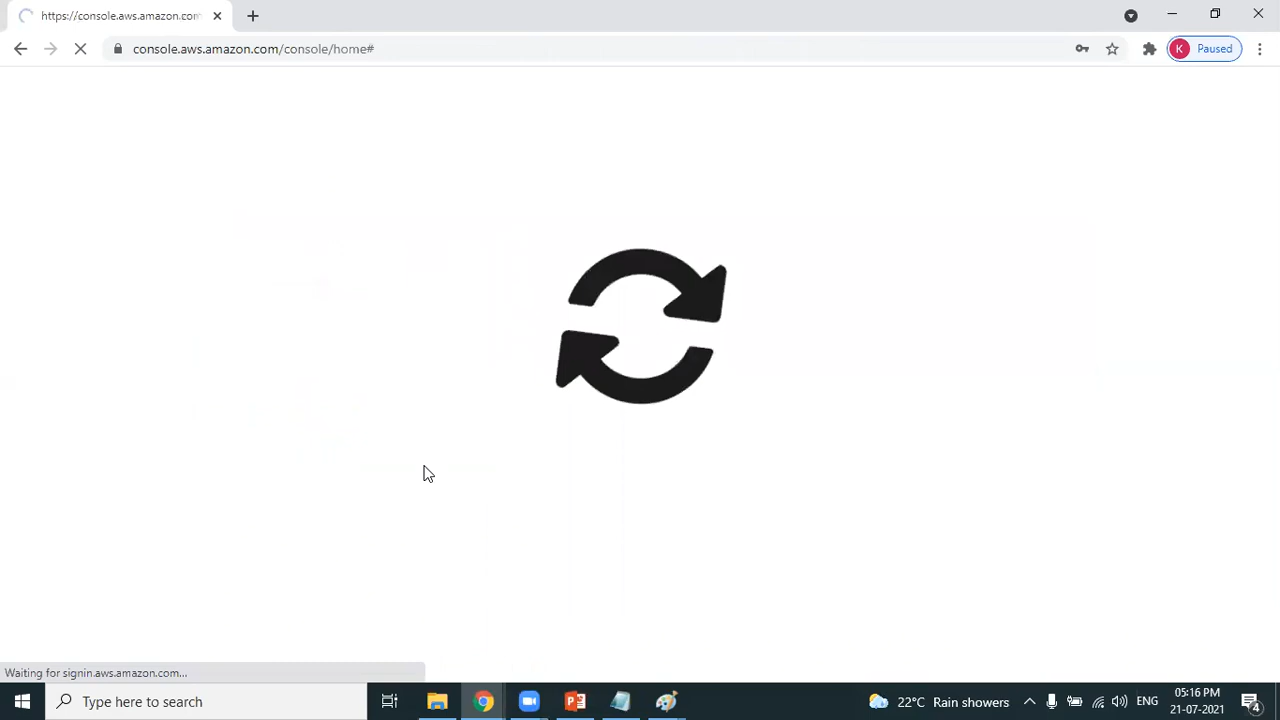 https://console.aws.amazon.com
console.aws.amazon.com/console/home#
K Paused
Waiting for signin.aws.amazon.com...
Type here to search
22°C Rain showers
ENG
05:16 PM
21-07-2021
4